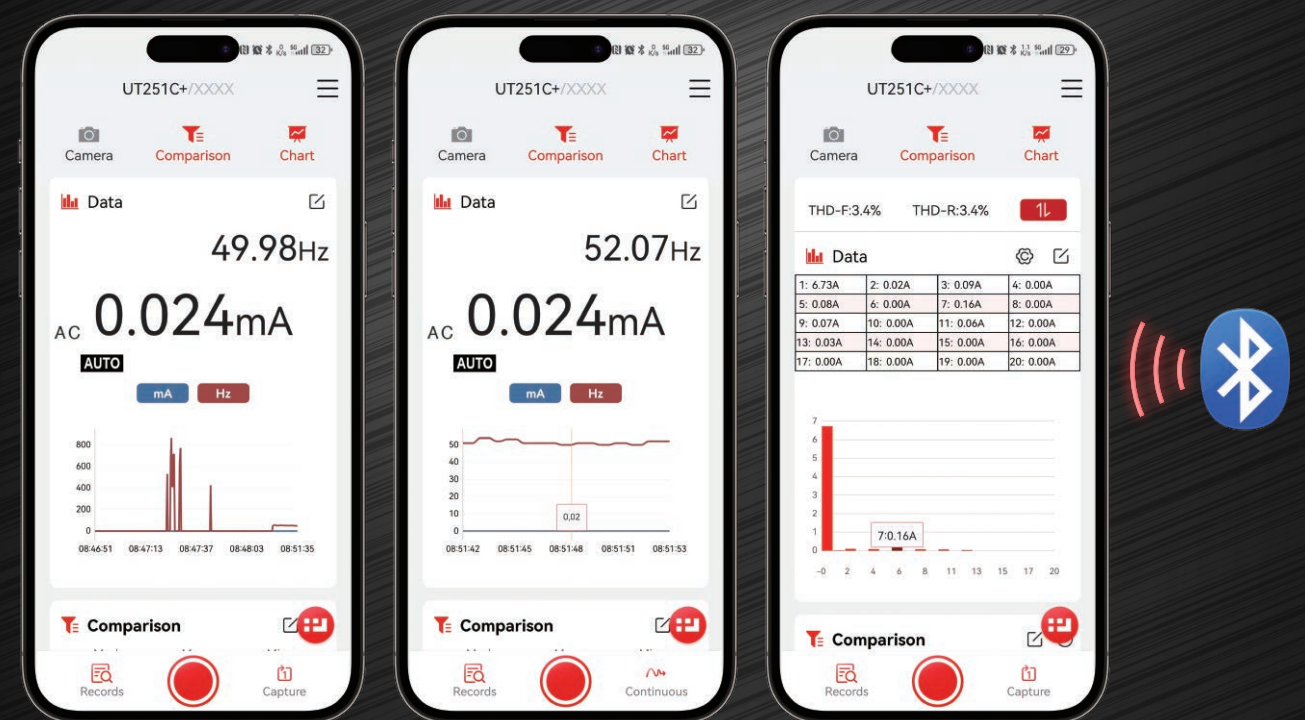 32
UT251C+/XXXX
Camera
Comparison
Chart
Data
49.98Hz
AC 0.024mA
AUTO
mA Hz
800
600
400
200
0
08:46:51 08:47:13 08:47:37 08:48:03 08:51:35
Comparison
Records
Capture
32
UT251C+/XXXX
Camera
Comparison
Chart
Data
52.07Hz
AC 0.024mA
AUTO
mA Hz
50
40
30
20
10
0
0,02
08:51:42 08:51:45 08:51:48 08:51:51 08:51:53
Comparison
Records
Continuous
29
UT251C+/XXXX
Camera
Comparison
Chart
THD-F:3.4% THD-R:3.4%
Data
1: 6.73A 2: 0.02A 3: 0.09A 4: 0.00A
5: 0.08A 6: 0.00A 7: 0.16A 8: 0.00A
9: 0.07A 10: 0.00A 11: 0.06A 12: 0.00A
13: 0.03A 14: 0.00A 15: 0.00A 16: 0.00A
17: 0.00A 18: 0.00A 19: 0.00A 20: 0.00A
7
6
5
4
3
2
1
0
7:0.16A
-0 2 4 6 8 11 13 15 17 20
Comparison
Records
Capture